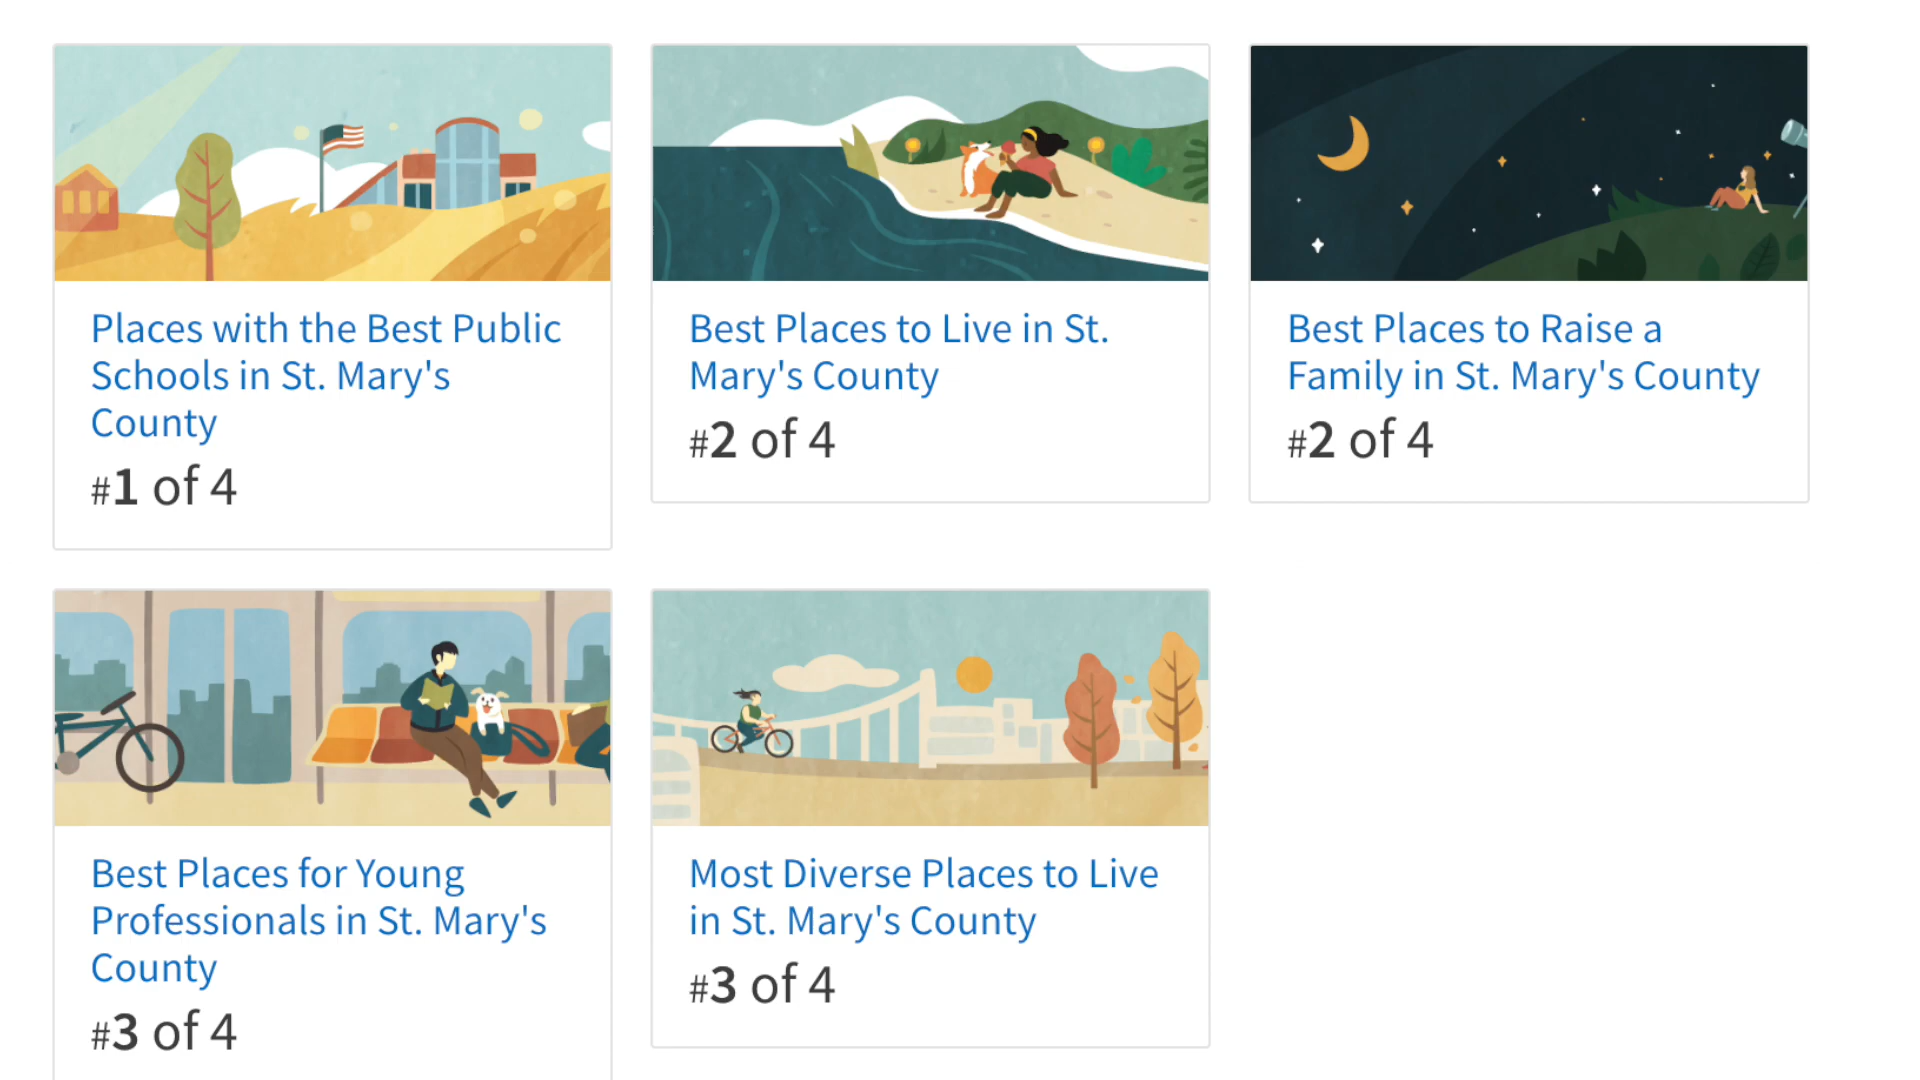 Places with the Best Public
Schools in St. Mary's
County
#1 of 4
Best Places to Live in St.
Mary's County
#2 of 4
Best Places to Raise a
Family in St. Mary's County
#2 of 4
Best Places for Young
Professionals in St. Mary's
County
#3 of 4
Most Diverse Places to Live
in St. Mary's County
#3 of 4